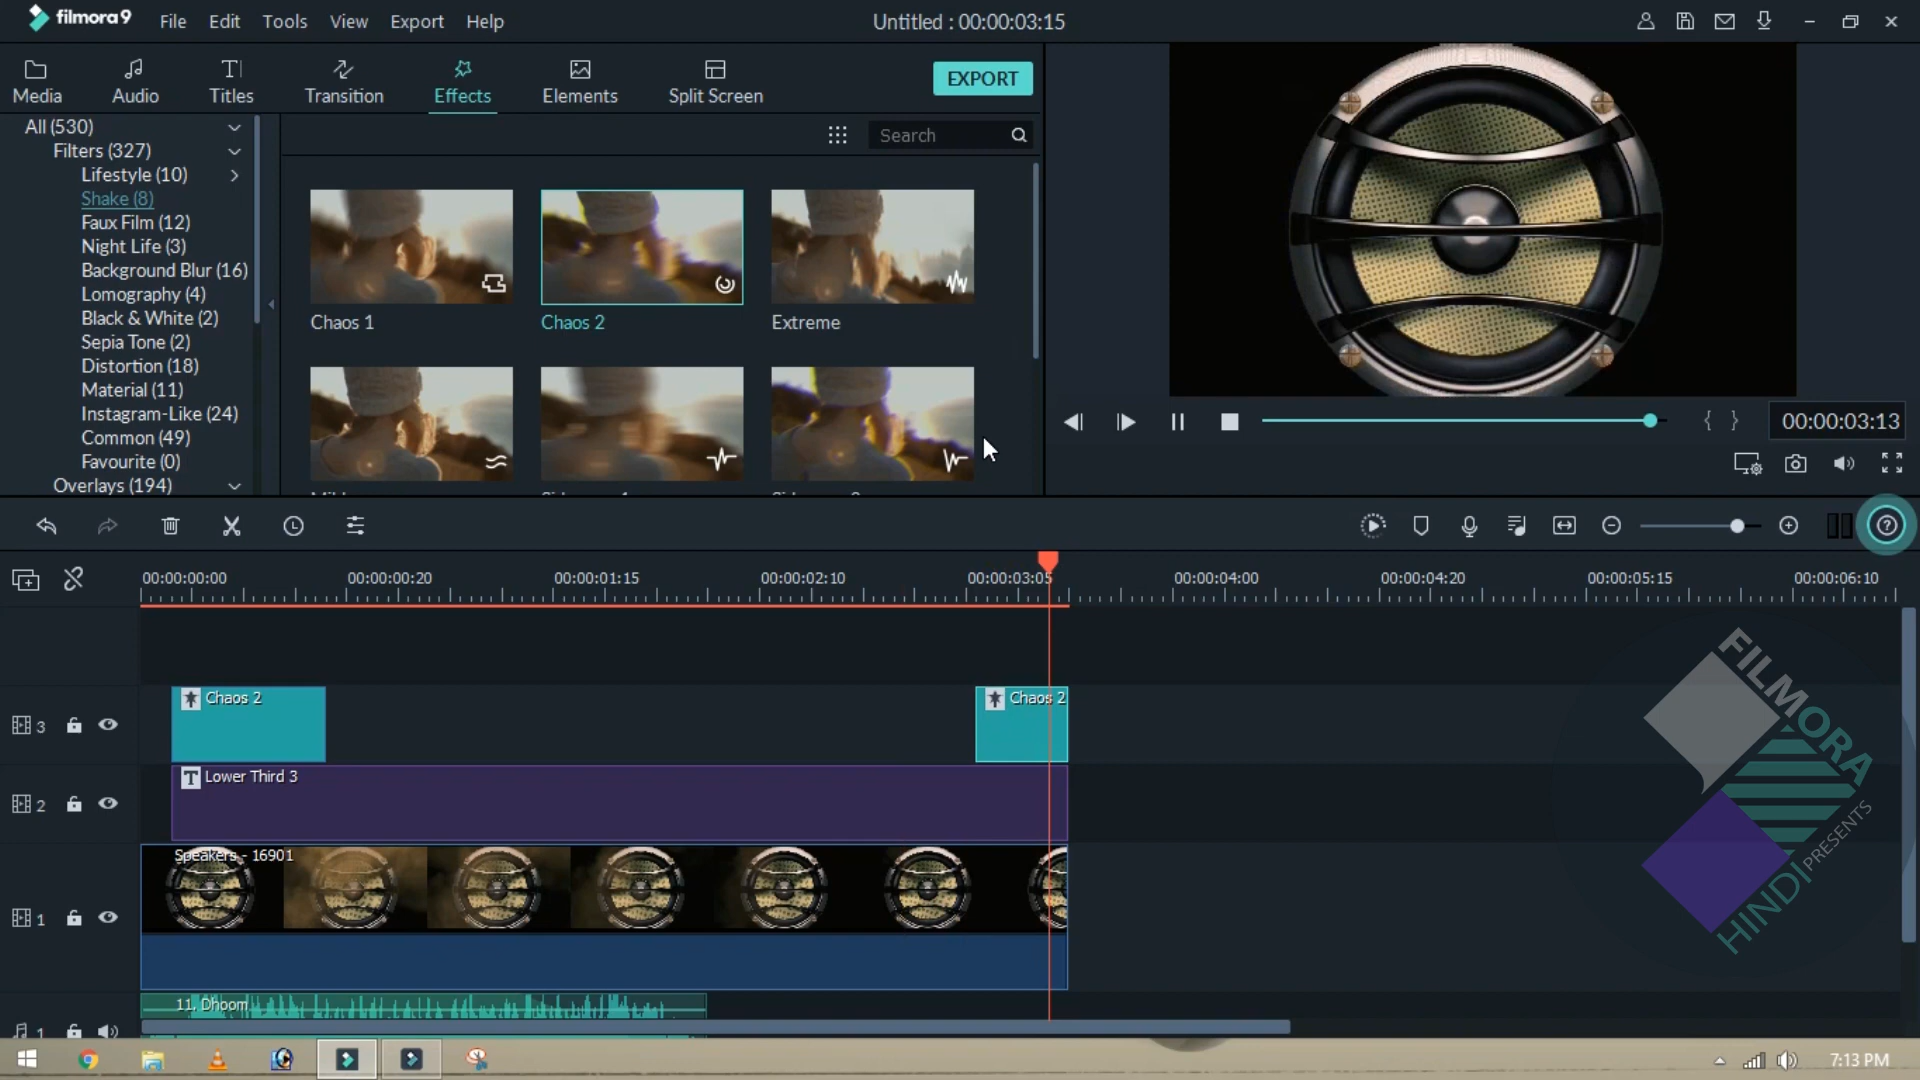 filmora9
File Edit Tools View Export Help
Untitled : 00:00:03:15
Media
Audio
Titles
Transition
Effects
Elements
Split Screen
EXPORT
All (530)
Filters (327)
Lifestyle (10)
Shake (8)
Faux Film (12)
Night Life (3)
Background Blur (16)
Lomography (4)
Black & White (2)
Sepia Tone (2)
Distortion (18)
Material (11)
Instagram-Like (24)
Common (49)
Favourite (0)
Overlays (194)
Search
Chaos 1
Chaos 2
Extreme
00:00:03:13
00:00:00:00
00:00:00:20
00:00:01:15
00:00:02:10
00:00:03:05
00:00:04:00
00:00:04:20
00:00:05:15
00:00:06:10
3
Chaos 2
Chaos 2
2
Lower Third 3
1
Speakers - 16901
11. Dhoom
1
FILMORA
HINDI PRESENTS
7:13 PM